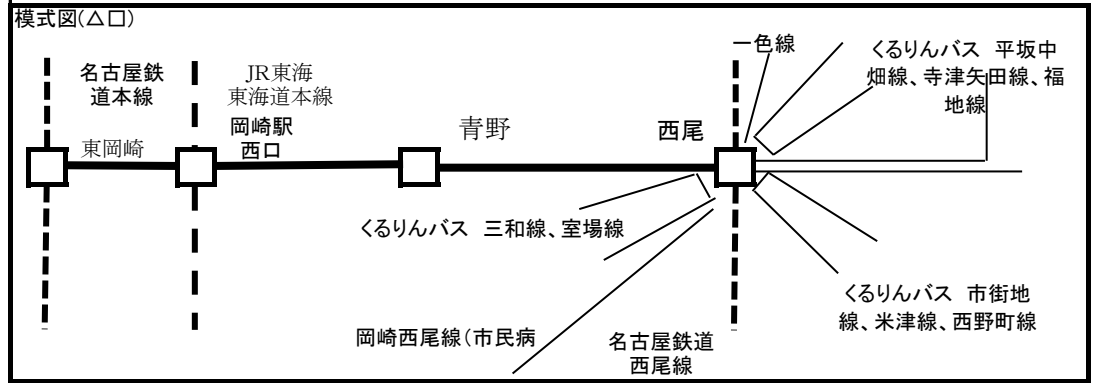 模式図(△□)
名古屋鉄
道本線
JR東海
東海道本線
一色線
くるりんバス　平坂中
畑線、寺津矢田線、福
地線
東岡崎
岡崎駅
西口
青野
西尾
くるりんバス　三和線、室場線
くるりんバス　市街地
線、米津線、西野町線
岡崎西尾線（市民病
名古屋鉄道
西尾線